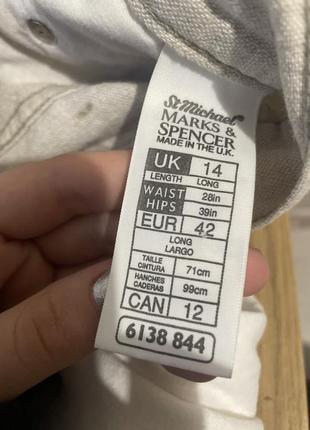 St Michael
MARKS &
SPENCER
MADE IN THE U.K.
UK 14
LENGTH LONG
WAIST 28in
HIPS 39in
EUR 42
LONG
LARGO
TAILLE
CINTURA 71cm
HANCHES
CADERAS 99cm
CAN 12
6138 844